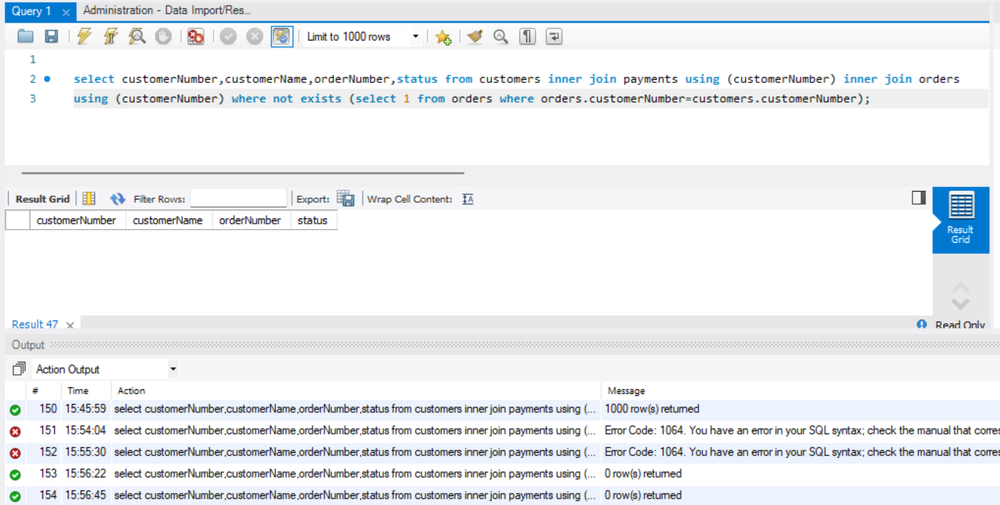 Query 1
Administration - Data Import/Res...
Limit to 1000 rows
1
2 select customerNumber,customerName,orderNumber,status from customers inner join payments using (customerNumber) inner join orders
3 using (customerNumber) where not exists (select 1 from orders where orders.customerNumber=customers.customerNumber);
Result Grid Filter Rows: Export: Wrap Cell Content:
customerNumber customerName orderNumber status
Result
Grid
Result 47 Read Only
Output
Action Output
# Time Action Message
150 15:45:59 select customerNumber,customerName,orderNumber,status from customers inner join payments using (... 1000 row(s) returned
151 15:54:04 select customerNumber,customerName,orderNumber,status from customers inner join payments using (... Error Code: 1064. You have an error in your SQL syntax; check the manual that corres
152 15:55:30 select customerNumber,customerName,orderNumber,status from customers inner join payments using (... Error Code: 1064. You have an error in your SQL syntax; check the manual that corres
153 15:56:22 select customerNumber,customerName,orderNumber,status from customers inner join payments using (... 0 row(s) returned
154 15:56:45 select customerNumber,customerName,orderNumber,status from customers inner join payments using (... 0 row(s) returned